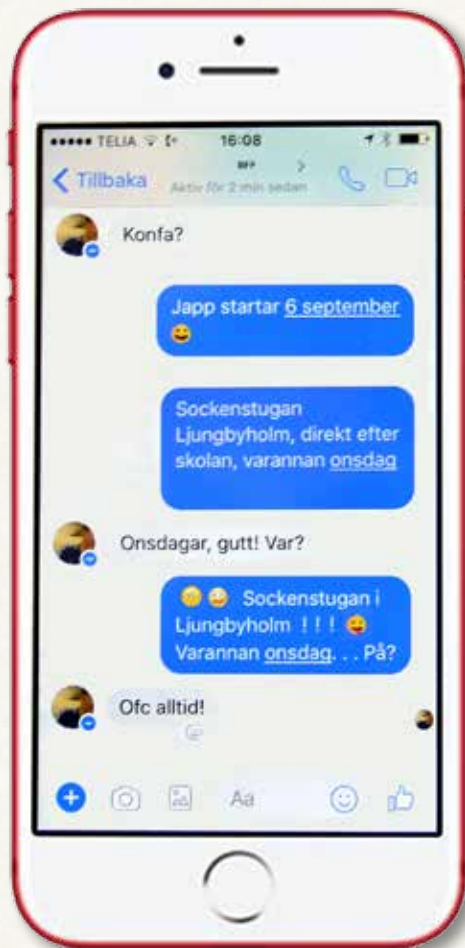 TELIA 16:08
BFF
Tillbaka
Aktiv för 2 min sedan
Konfa?
Japp startar 6 september
😀
Sockenstugan
Ljungbyholm, direkt efter
skolan, varannan onsdag
Onsdagar, gutt! Var?
Sockenstugan i
Ljungbyholm ! ! ! 😜
Varannan onsdag. . . På?
Ofc alltid!
Aa